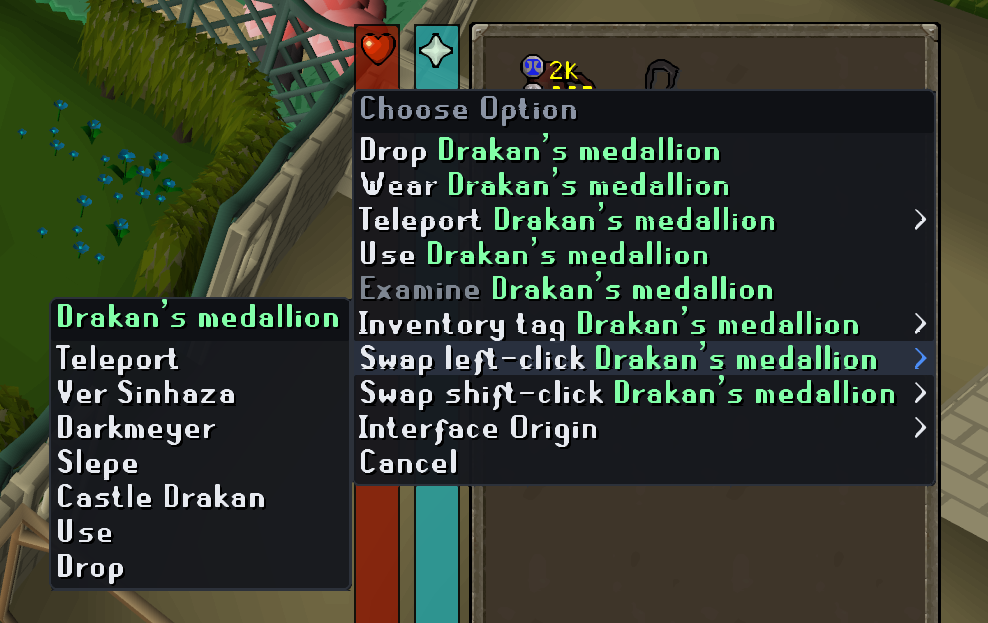 2K
Choose Option
Drop Drakan's medallion
Wear Drakan's medallion
Teleport Drakan's medallion
Use Drakan's medallion
Examine Drakan's medallion
Inventory tag Drakan's medallion
Swap left-click Drakan's medallion
Swap shift-click Drakan's medallion
Interface Origin
Cancel
Drakan's medallion
Teleport
Ver Sinhaza
Darkmeyer
Slepe
Castle Drakan
Use
Drop